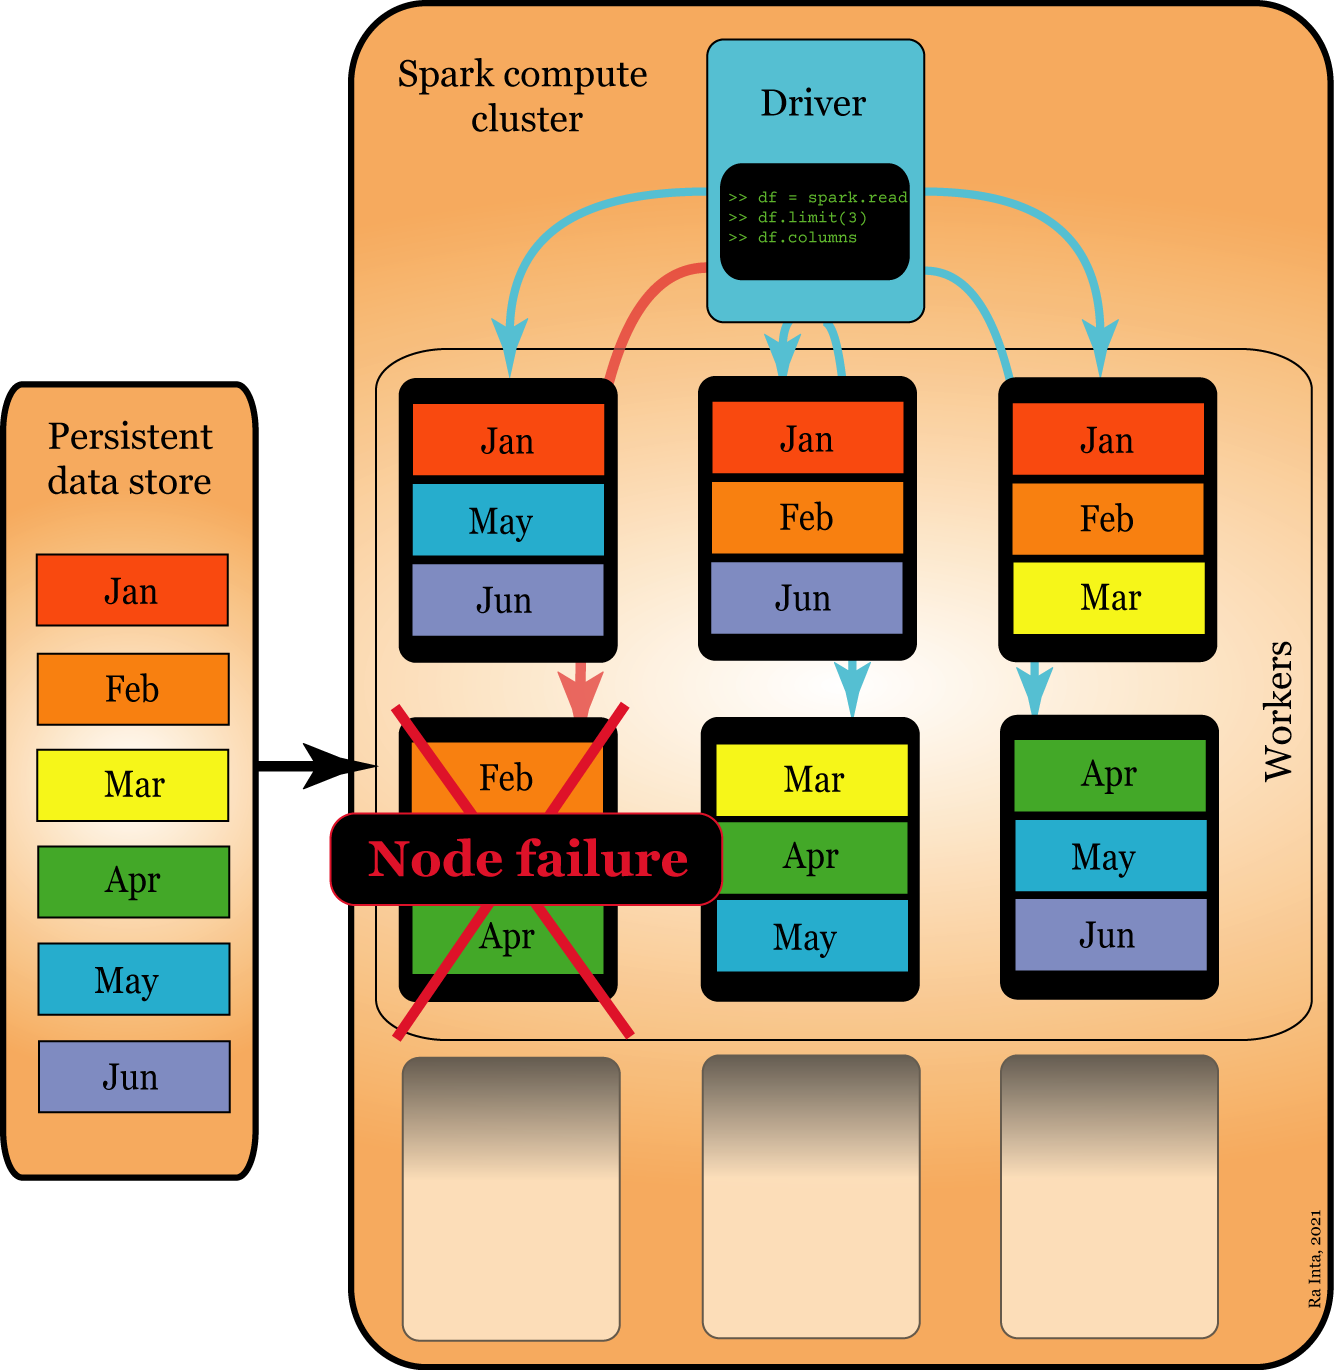 Spark compute
cluster
Driver
>> df = spark.read
>> df.limit(3)
>> df.columns
Persistent
data store
Jan
Feb
Mar
Apr
May
Jun
Jan
May
Jun
Jan
Feb
Jun
Jan
Feb
Mar
Workers
Feb
Node failure
Apr
Mar
Apr
May
Apr
May
Jun
Ra Inta, 2021